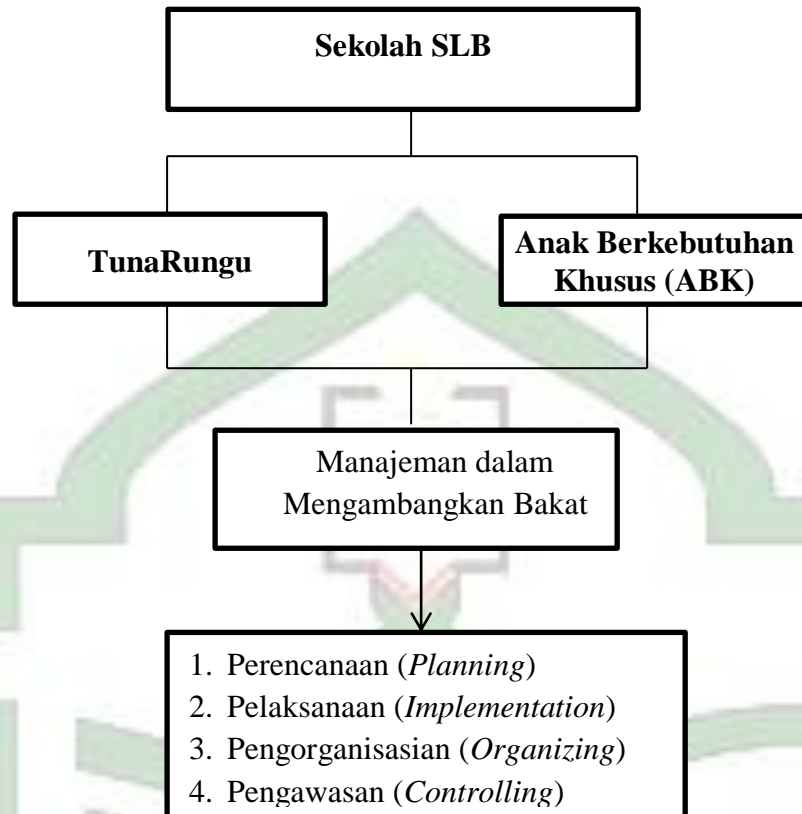 Sekolah SLB
TunaRungu
Anak Berkebutuhan
Khusus (ABK)
Manajeman dalam
Mengambangkan Bakat
1. Perencanaan (Planning)
2. Pelaksanaan (Implementation)
3. Pengorganisasian (Organizing)
4. Pengawasan (Controlling)